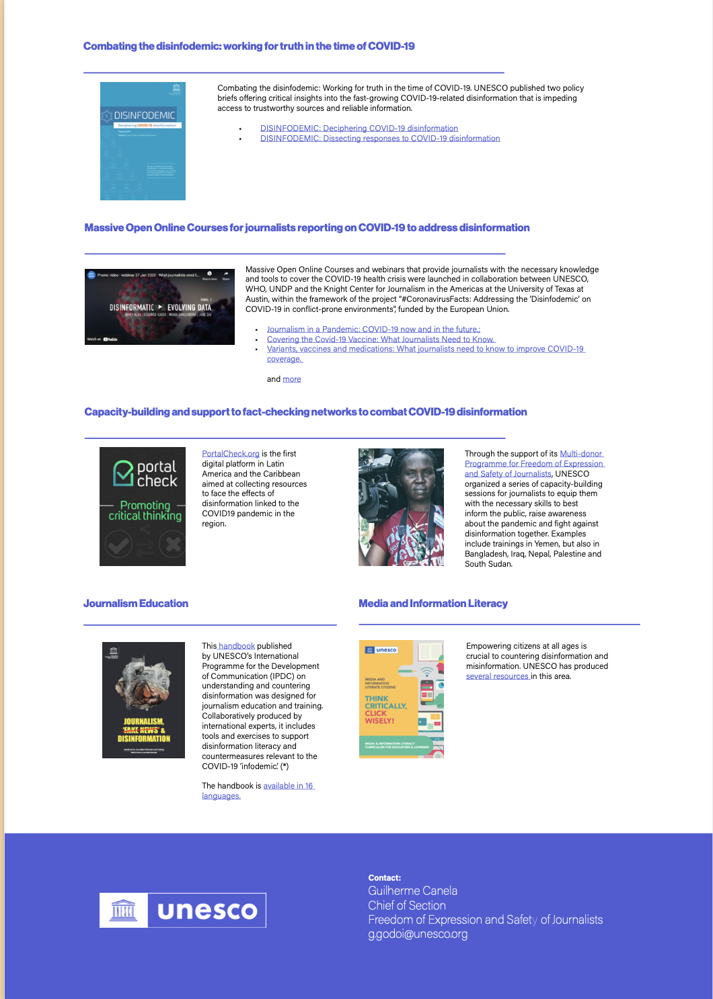 Combating the disinfodemic: working for truth in the time of COVID-19
DISINFODEMIC
Deciphering COVID-19 disinformation
Combating the disinfodemic: Working for truth in the time of COVID-19. UNESCO published two policy
briefs offering critical insights into the fast-growing COVID-19-related disinformation that is impeding
access to trustworthy sources and reliable information.
• DISINFODEMIC: Deciphering COVID-19 disinformation
• DISINFODEMIC: Dissecting responses to COVID-19 disinformation
Massive Open Online Courses for journalists reporting on COVID-19 to address disinformation
Promo video - webinar 27 Jan 2022 - What journalists need t...
Watch later
Share
PANEL 1
DISINFORMATIC EVOLVING DATA
Watch on YouTube
Massive Open Online Courses and webinars that provide journalists with the necessary knowledge
and tools to cover the COVID-19 health crisis were launched in collaboration between UNESCO,
WHO, UNDP and the Knight Center for Journalism in the Americas at the University of Texas at
Austin, within the framework of the project “#CoronavirusFacts: Addressing the ‘Disinfodemic’ on
COVID-19 in conflict-prone environments”, funded by the European Union.
• Journalism in a Pandemic: COVID-19 now and in the future.;
• Covering the Covid-19 Vaccine: What Journalists Need to Know.
• Variants, vaccines and medications: What journalists need to know to improve COVID-19
coverage.
and more
Capacity-building and support to fact-checking networks to combat COVID-19 disinformation
portal
check
Promoting
critical thinking
PortalCheck.org is the first
digital platform in Latin
America and the Caribbean
aimed at collecting resources
to face the effects of
disinformation linked to the
COVID19 pandemic in the
region.
Through the support of its Multi-donor
Programme for Freedom of Expression
and Safety of Journalists, UNESCO
organized a series of capacity-building
sessions for journalists to equip them
with the necessary skills to best
inform the public, raise awareness
about the pandemic and fight against
disinformation together. Examples
include trainings in Yemen, but also in
Bangladesh, Iraq, Nepal, Palestine and
South Sudan.
Journalism Education
JOURNALISM,
‘FAKE NEWS’ &
DISINFORMATION
Handbook for Journalism Education and Training
This handbook published
by UNESCO’s International
Programme for the Development
of Communication (IPDC) on
understanding and countering
disinformation was designed for
journalism education and training.
Collaboratively produced by
international experts, it includes
tools and exercises to support
disinformation literacy and
countermeasures relevant to the
COVID-19 ‘infodemic’. (*)
The handbook is available in 16
languages.
Media and Information Literacy
unesco
MEDIA AND
INFORMATION
LITERATE CITIZENS
THINK
CRITICALLY,
CLICK
WISELY!
MEDIA & INFORMATION LITERACY
CURRICULUM FOR EDUCATORS & LEARNERS
Empowering citizens at all ages is
crucial to countering disinformation and
misinformation. UNESCO has produced
several resources in this area.
UNESCO
unesco
Contact:
Guilherme Canela
Chief of Section
Freedom of Expression and Safety of Journalists
g.godoi@unesco.org